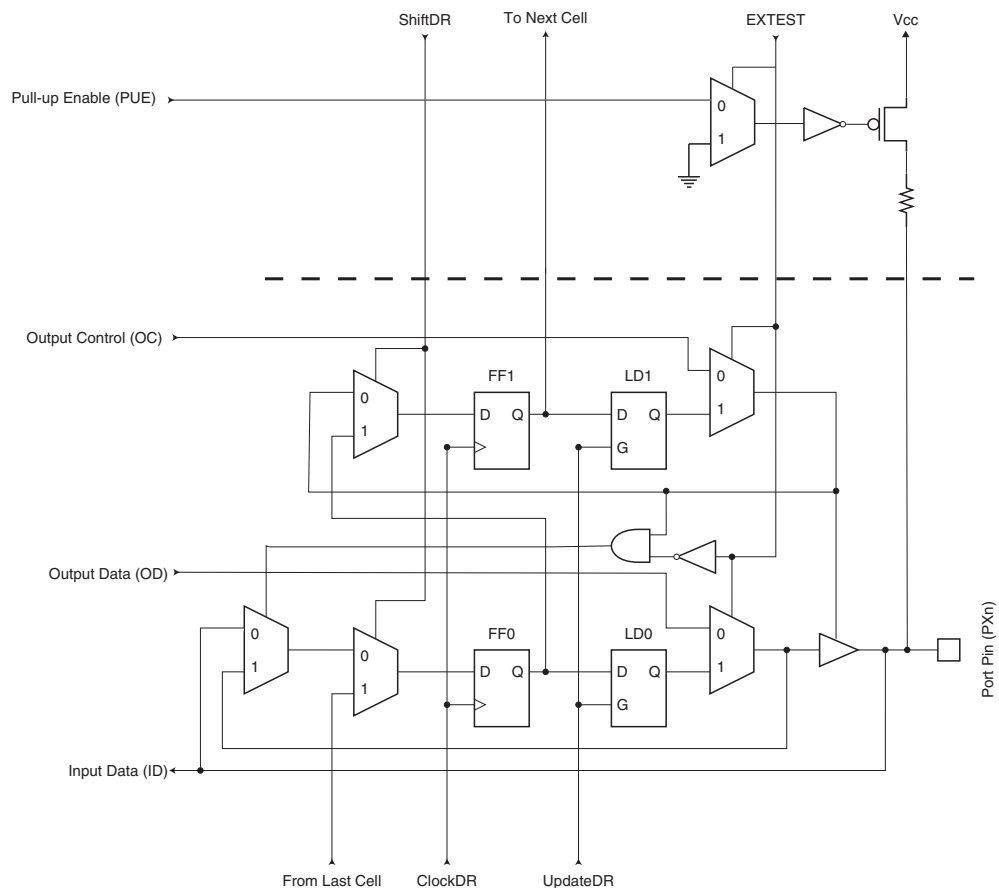 ShiftDR
To Next Cell
EXTEST
Vcc
Pull-up Enable (PUE)
0
1
Output Control (OC)
FF1
LD1
0
1
D Q
D Q
G
0
1
Output Data (OD)
FF0
LD0
0
1
0
1
D Q
D Q
G
0
1
Port Pin (PXn)
Input Data (ID)
From Last Cell
ClockDR
UpdateDR